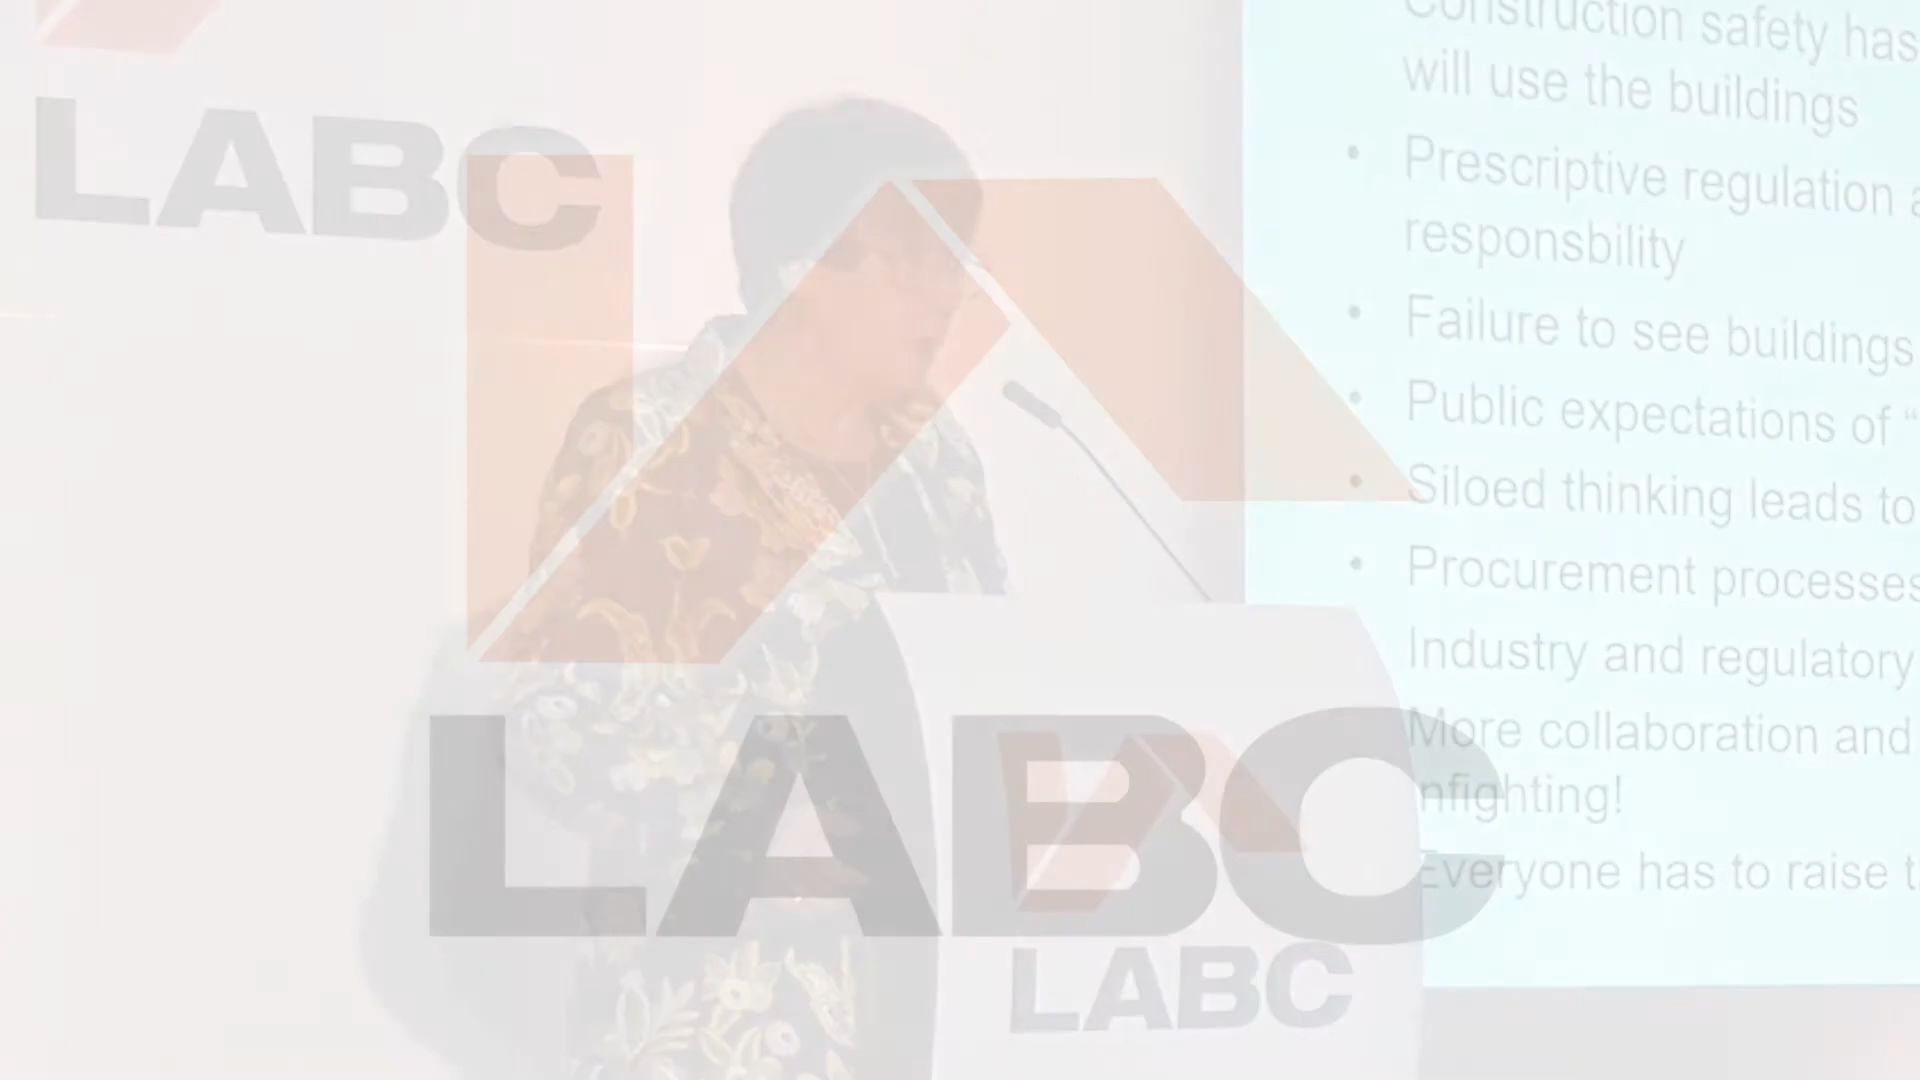 LABC
Construction safety has
will use the buildings
Prescriptive regulation
responsbility
Failure to see buildings
Public expectations of “
Siloed thinking leads to
Procurement processes
Industry and regulatory
More collaboration and
nfighting!
Everyone has to raise
LABC
LABC